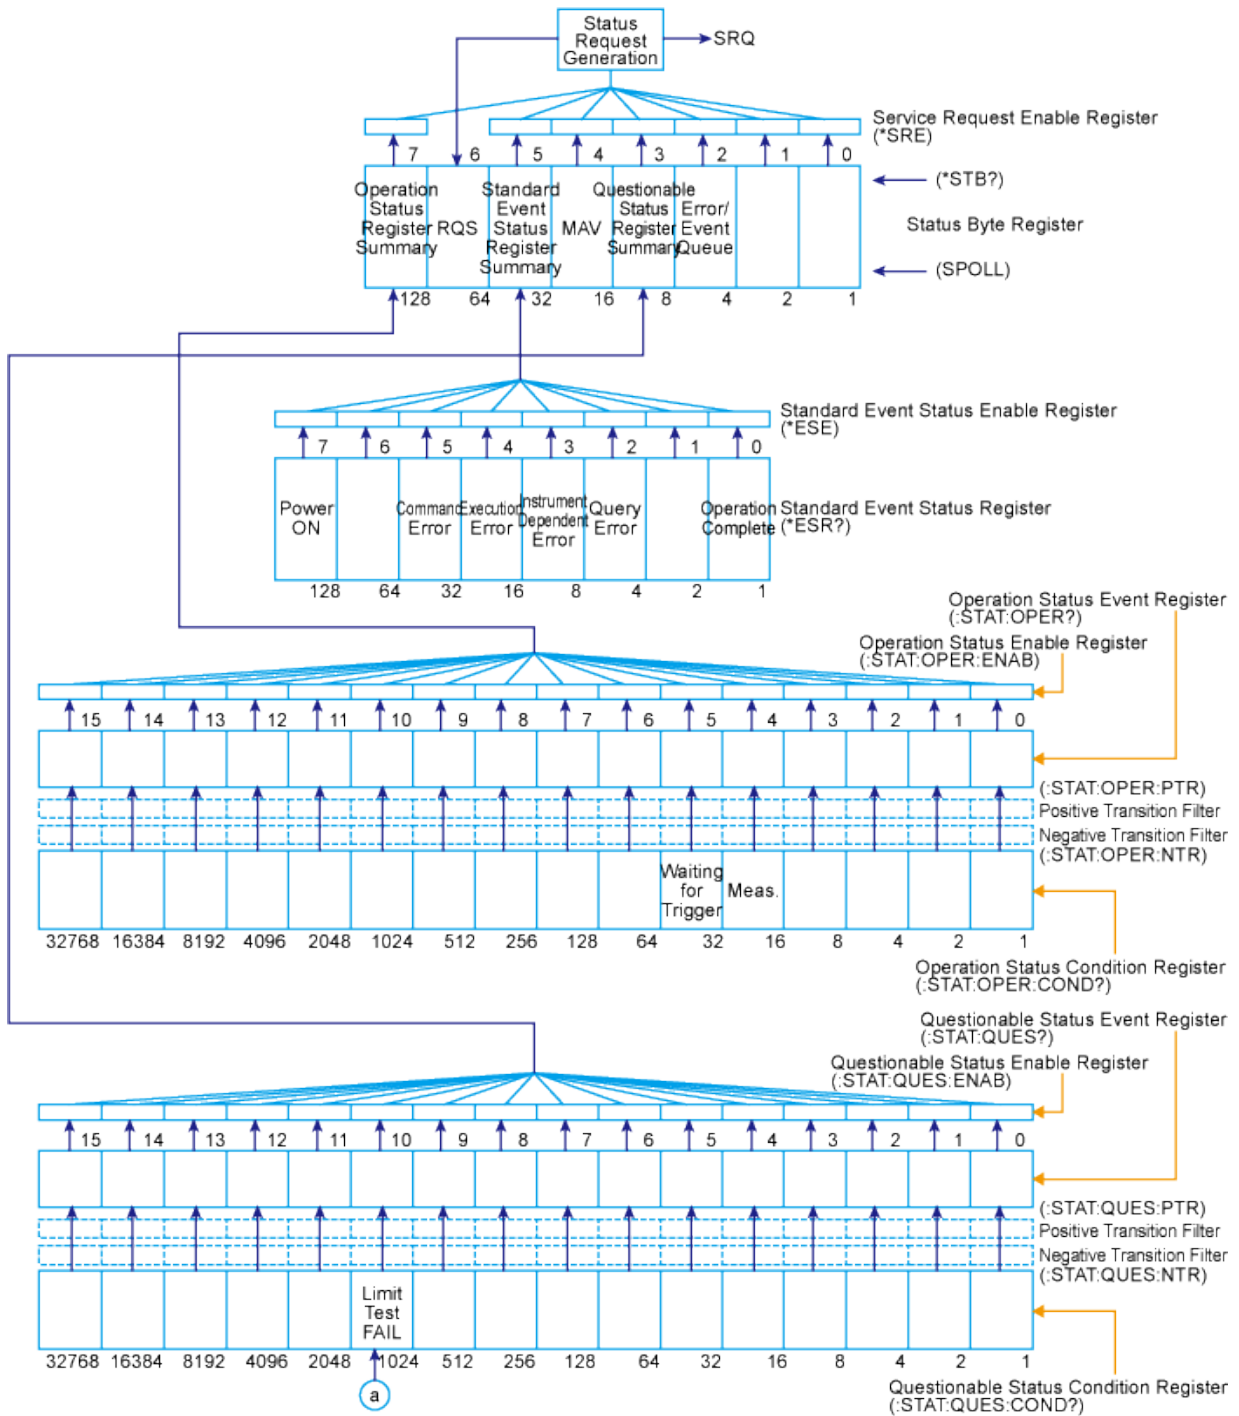 Status
Request
Generation
SRQ
Service Request Enable Register
(*SRE)
7 6 5 4 3 2 1 0
(*STB?)
Operation
Status
Register
Summary
RQS
Standard
Event
Status
Register
Summary
MAV
Questionable
Status
Register
Summary
Error/
Event
Queue
Status Byte Register
(SPOLL)
128 64 32 16 8 4 2 1
Standard Event Status Enable Register
(*ESE)
7 6 5 4 3 2 1 0
Power
ON
Command
Error
Execution
Error
Instrument
Dependent
Error
Query
Error
Operation
Complete
Standard Event Status Register
(*ESR?)
128 64 32 16 8 4 2 1
Operation Status Event Register
(:STAT:OPER?)
Operation Status Enable Register
(:STAT:OPER:ENAB)
15 14 13 12 11 10 9 8 7 6 5 4 3 2 1 0
(:STAT:OPER:PTR)
Positive Transition Filter
Negative Transition Filter
(:STAT:OPER:NTR)
Waiting
for
Trigger
Meas.
32768 16384 8192 4096 2048 1024 512 256 128 64 32 16 8 4 2 1
Operation Status Condition Register
(:STAT:OPER:COND?)
Questionable Status Event Register
(:STAT:QUES?)
Questionable Status Enable Register
(:STAT:QUES:ENAB)
15 14 13 12 11 10 9 8 7 6 5 4 3 2 1 0
(:STAT:QUES:PTR)
Positive Transition Filter
Negative Transition Filter
(:STAT:QUES:NTR)
Limit
Test
FAIL
32768 16384 8192 4096 2048 1024 512 256 128 64 32 16 8 4 2 1
a
Questionable Status Condition Register
(:STAT:QUES:COND?)